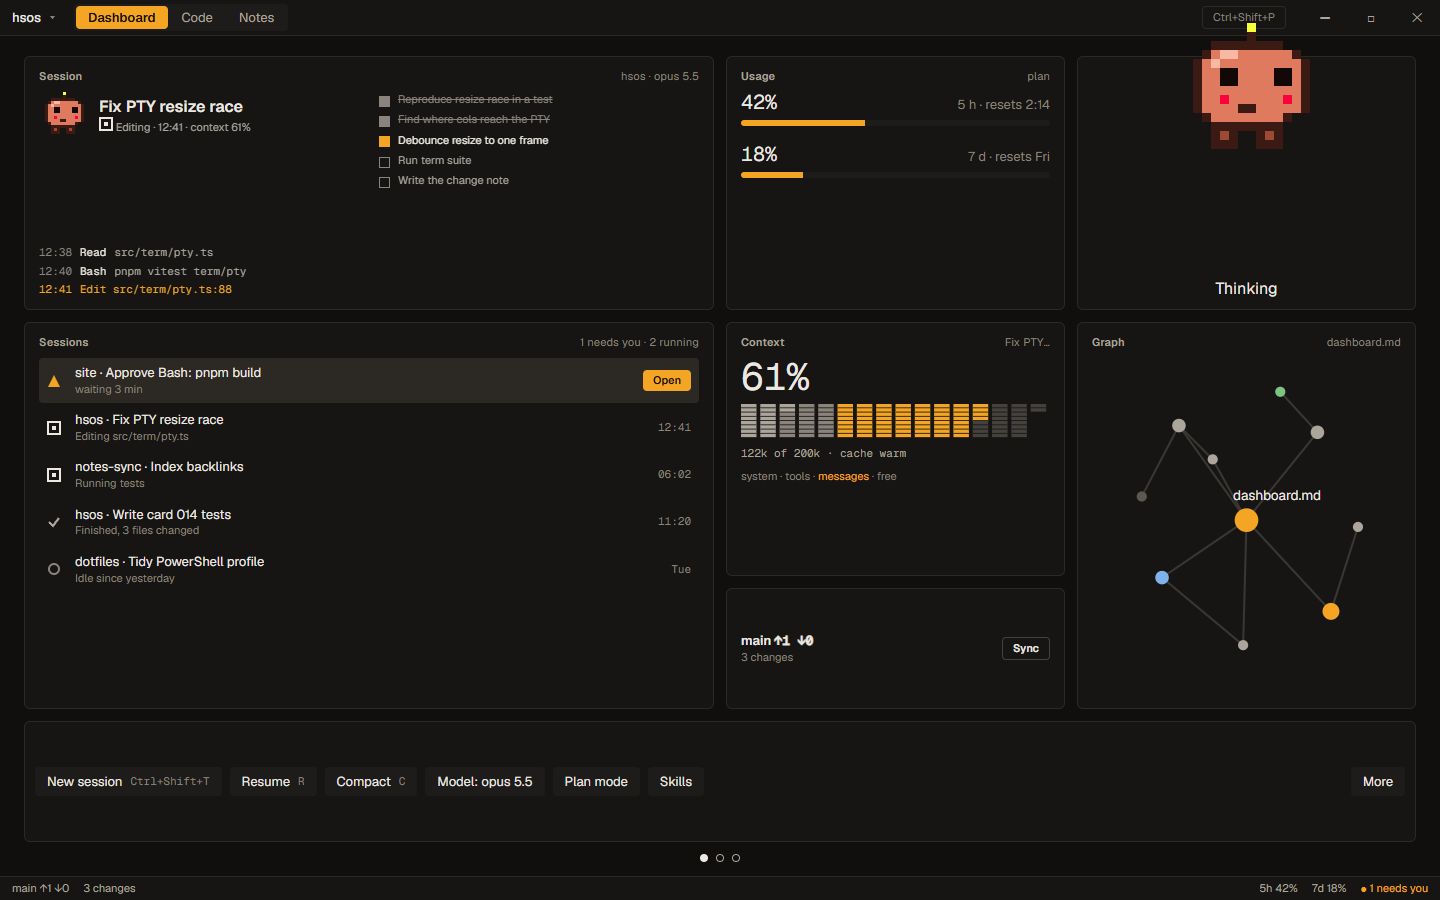 hsos
Dashboard
Code
Notes
Ctrl+Shift+P
Session
hsos · opus 5.5
Fix PTY resize race
Editing · 12:41 · context 61%
Reproduce resize race in a test
Find where cols reach the PTY
Debounce resize to one frame
Run term suite
Write the change note
12:38 Read src/term/pty.ts
12:40 Bash pnpm vitest term/pty
12:41 Edit src/term/pty.ts:88
Usage
plan
42%
5 h · resets 2:14
18%
7 d · resets Fri
Thinking
Sessions
1 needs you · 2 running
site · Approve Bash: pnpm build
waiting 3 min
Open
hsos · Fix PTY resize race
Editing src/term/pty.ts
12:41
notes-sync · Index backlinks
Running tests
06:02
hsos · Write card 014 tests
Finished, 3 files changed
11:20
dotfiles · Tidy PowerShell profile
Idle since yesterday
Tue
Context
Fix PTY…
61%
122k of 200k · cache warm
system · tools · messages · free
main ↑1 ↓0
3 changes
Sync
Graph
dashboard.md
dashboard.md
New session Ctrl+Shift+T
Resume R
Compact C
Model: opus 5.5
Plan mode
Skills
More
main ↑1 ↓0
3 changes
5h 42%
7d 18%
● 1 needs you